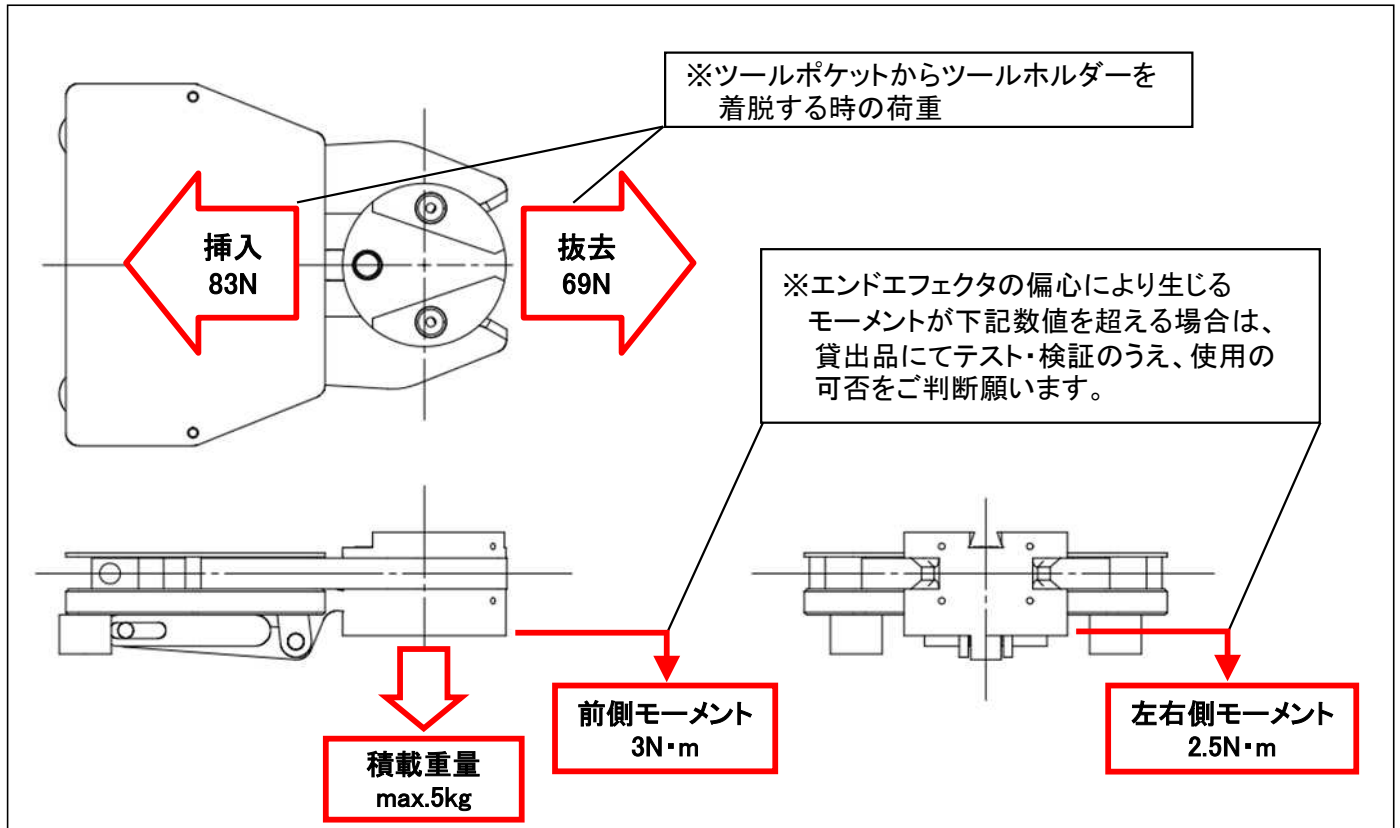 ※ツールポケットからツールホルダーを
着脱する時の荷重
挿入
83N
抜去
69N
※エンドエフェクタの偏心により生じる
モーメントが下記数値を超える場合は、
貸出品にてテスト・検証のうえ、使用の
可否をご判断願います。
前側モーメント
3N・m
左右側モーメント
2.5N・m
積載重量
max.5kg